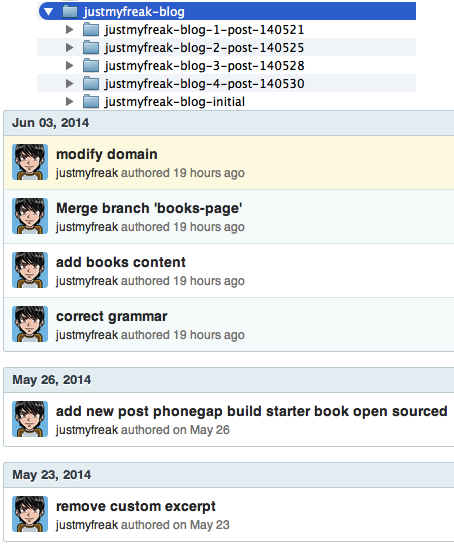 justmyfreak-blog
justmyfreak-blog-1-post-140521
justmyfreak-blog-2-post-140525
justmyfreak-blog-3-post-140528
justmyfreak-blog-4-post-140530
justmyfreak-blog-initial
Jun 03, 2014
modify domain
justmyfreak authored 19 hours ago
Merge branch 'books-page'
justmyfreak authored 19 hours ago
add books content
justmyfreak authored 19 hours ago
correct grammar
justmyfreak authored 19 hours ago
May 26, 2014
add new post phonegap build starter book open sourced
justmyfreak authored on May 26
May 23, 2014
remove custom excerpt
justmyfreak authored on May 23